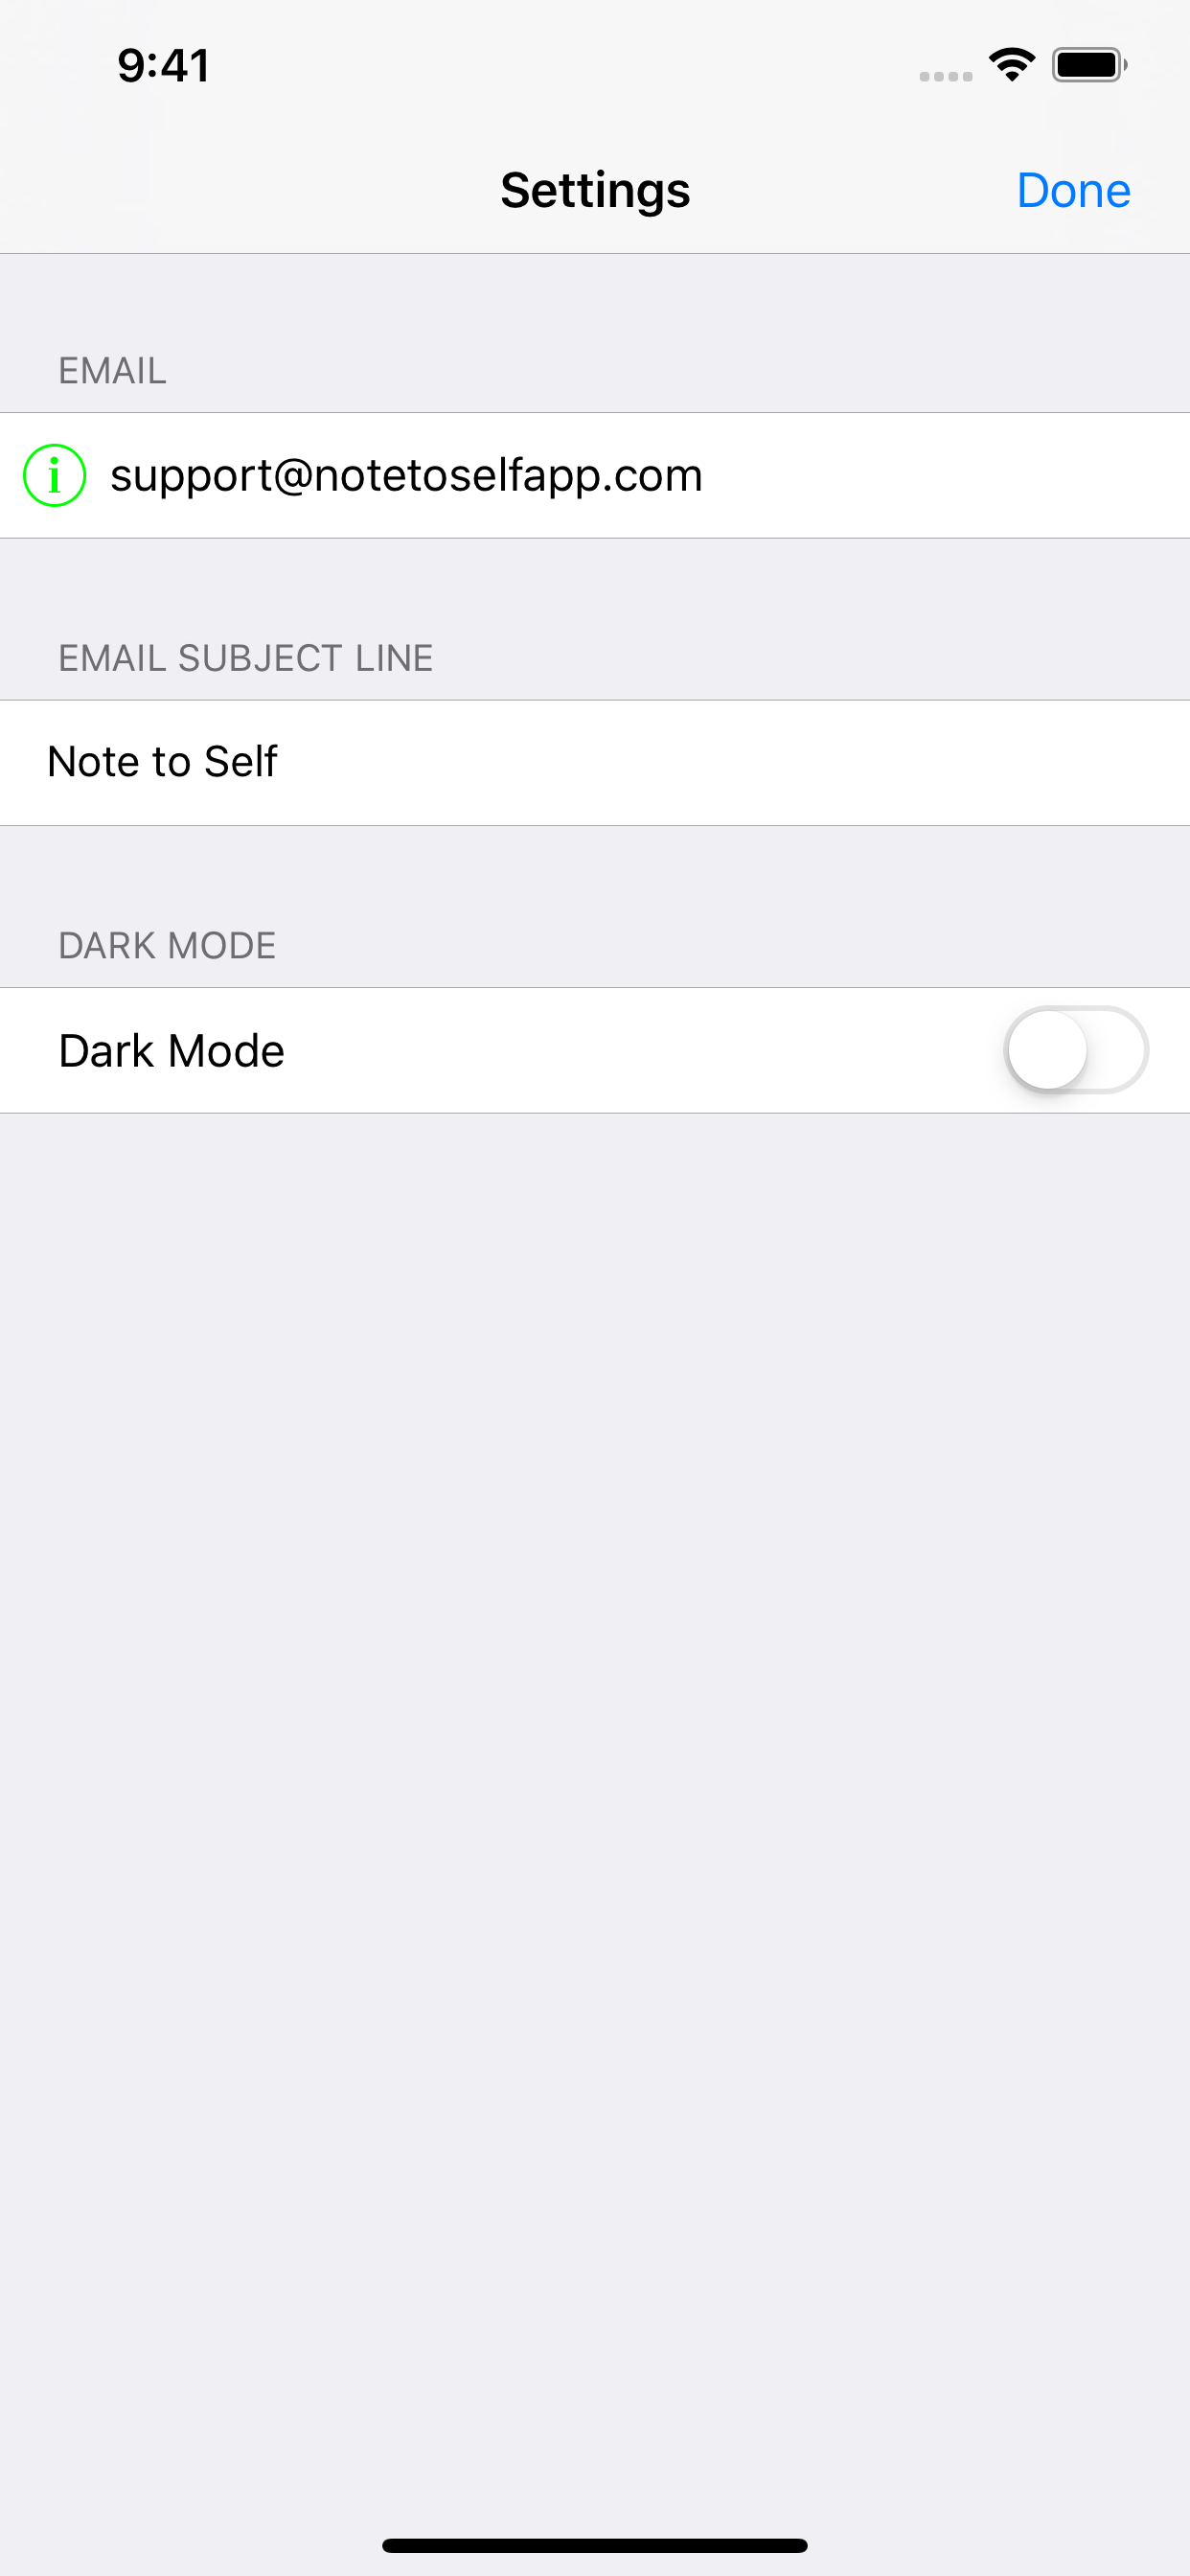 9:41
Settings
Done
EMAIL
i support@notetoselfapp.com
EMAIL SUBJECT LINE
Note to Self
DARK MODE
Dark Mode